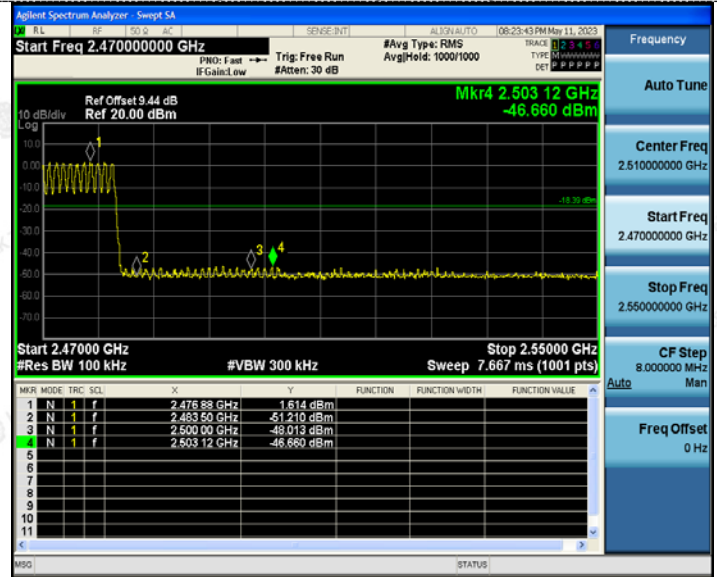 Agilent Spectrum Analyzer - Swept SA
RL RF 50 Ω AC SENSE:INT ALIGN AUTO 08:23:43 PM May 11, 2023
Start Freq 2.470000000 GHz #Avg Type: RMS TRACE 1 2 3 4 5 6
PNO: Fast Trig: Free Run Avg|Hold: 1000/1000 TYPE M
IFGain:Low #Atten: 30 dB DET P P P P P P
Mkr4 2.503 12 GHz
-46.660 dBm
Ref Offset 9.44 dB
10 dB/div Ref 20.00 dBm
Log
10.0
0.00
-10.0
-20.0
-30.0
-40.0
-50.0
-60.0
-70.0
1
2
3
4
-18.39 dBm
Start 2.47000 GHz Stop 2.55000 GHz
#Res BW 100 kHz #VBW 300 kHz Sweep 7.667 ms (1001 pts)
MKR MODE TRC SCL X Y FUNCTION FUNCTION WIDTH FUNCTION VALUE
1 N 1 f 2.476 88 GHz 1.614 dBm
2 N 1 f 2.483 50 GHz -51.210 dBm
3 N 1 f 2.500 00 GHz -48.013 dBm
4 N 1 f 2.503 12 GHz -46.660 dBm
5
6
7
8
9
10
11
MSG STATUS
Frequency
Auto Tune
Center Freq
2.510000000 GHz
Start Freq
2.470000000 GHz
Stop Freq
2.550000000 GHz
CF Step
8.000000 MHz
Auto Man
Freq Offset
0 Hz